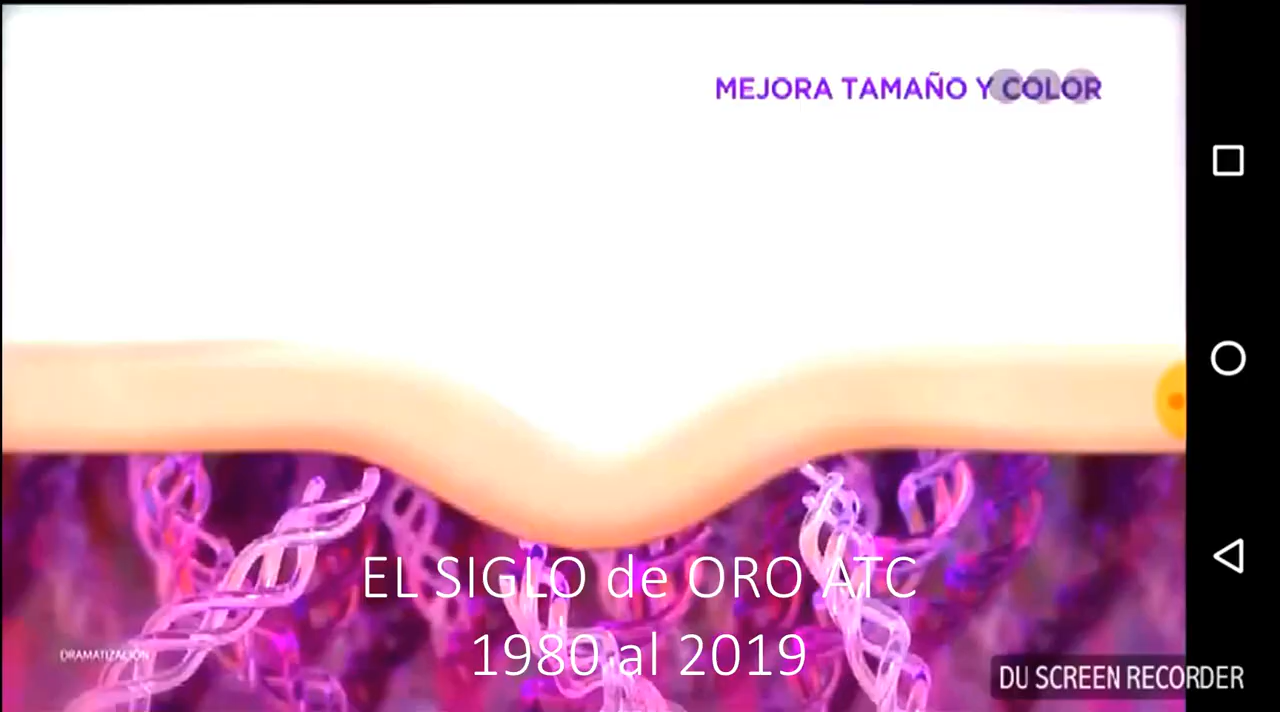 MEJORA TAMAÑO Y COLOR
EL SIGLO de ORO ATC
1980 al 2019
DRAMATIZACIÓN
DU SCREEN RECORDER